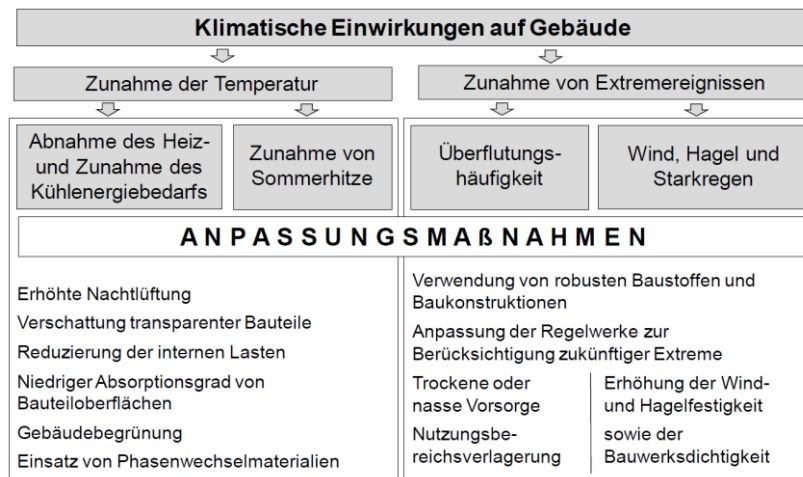 Klimatische Einwirkungen auf Gebäude
Zunahme der Temperatur
Zunahme von Extremereignissen
Abnahme des Heiz-
und Zunahme des
Kühlenergiebedarfs
Zunahme von
Sommerhitze
Überflutungs-
häufigkeit
Wind, Hagel und
Starkregen
ANPASSUNGSMAßNAHMEN
Erhöhte Nachtlüftung
Verschattung transparenter Bauteile
Reduzierung der internen Lasten
Niedriger Absorptionsgrad von
Bauteiloberflächen
Gebäudebegrünung
Einsatz von Phasenwechselmaterialien
Verwendung von robusten Baustoffen und
Baukonstruktionen
Anpassung der Regelwerke zur
Berücksichtigung zukünftiger Extreme
Trockene oder
nasse Vorsorge
Nutzungsbe-
reichsverlagerung
Erhöhung der Wind-
und Hagelfestigkeit
sowie der
Bauwerksdichtigkeit